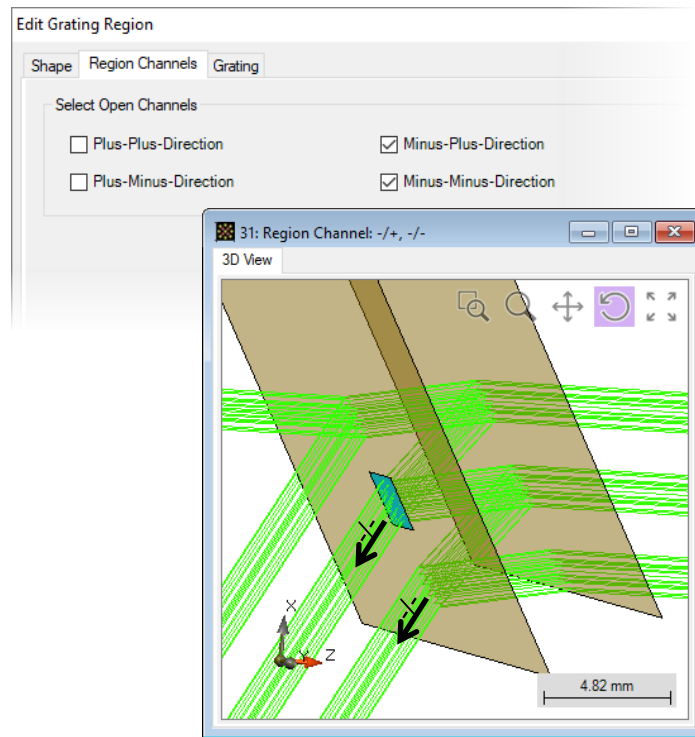 Edit Grating Region
Shape Region Channels Grating
Select Open Channels
Plus-Plus-Direction Minus-Plus-Direction
Plus-Minus-Direction Minus-Minus-Direction
31: Region Channel: -/+, -/-
3D View
X
Y Z
4.82 mm